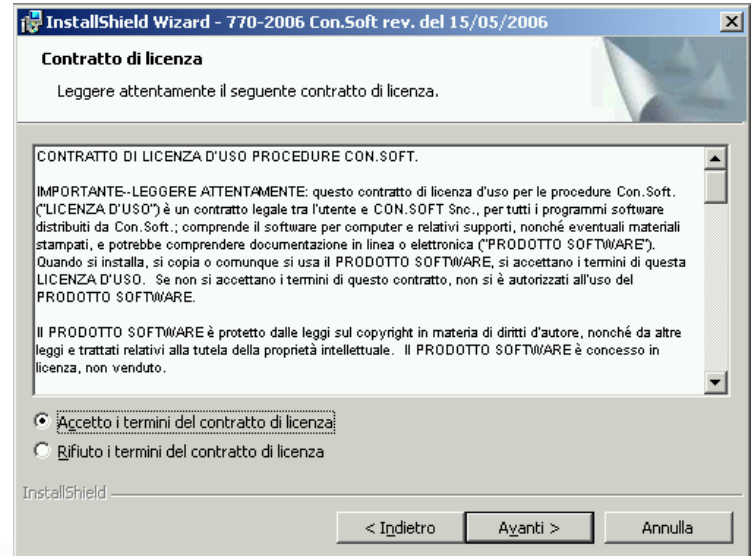 InstallShield Wizard - 770-2006 Con.Soft rev. del 15/05/2006
Contratto di licenza
Leggere attentamente il seguente contratto di licenza.
CONTRATTO DI LICENZA D'USO PROCEDURE CON.SOFT.
IMPORTANTE--LEGGERE ATTENTAMENTE: questo contratto di licenza d'uso per le procedure Con.Soft.
("LICENZA D'USO") è un contratto legale tra l'utente e CON.SOFT Snc., per tutti i programmi software
distribuiti da Con.Soft.; comprende il software per computer e relativi supporti, nonché eventuali materiali
stampati, e potrebbe comprendere documentazione in linea o elettronica ("PRODOTTO SOFTWARE").
Quando si installa, si copia o comunque si usa il PRODOTTO SOFTWARE, si accettano i termini di questa
LICENZA D'USO.  Se non si accettano i termini di questo contratto, non si è autorizzati all'uso del
PRODOTTO SOFTWARE.
Il PRODOTTO SOFTWARE è protetto dalle leggi sul copyright in materia di diritti d'autore, nonché da altre
leggi e trattati relativi alla tutela della proprietà intellettuale.  Il PRODOTTO SOFTWARE è concesso in
licenza, non venduto.
Accetto i termini del contratto di licenza
Rifiuto i termini del contratto di licenza
InstallShield
< Indietro
Avanti >
Annulla